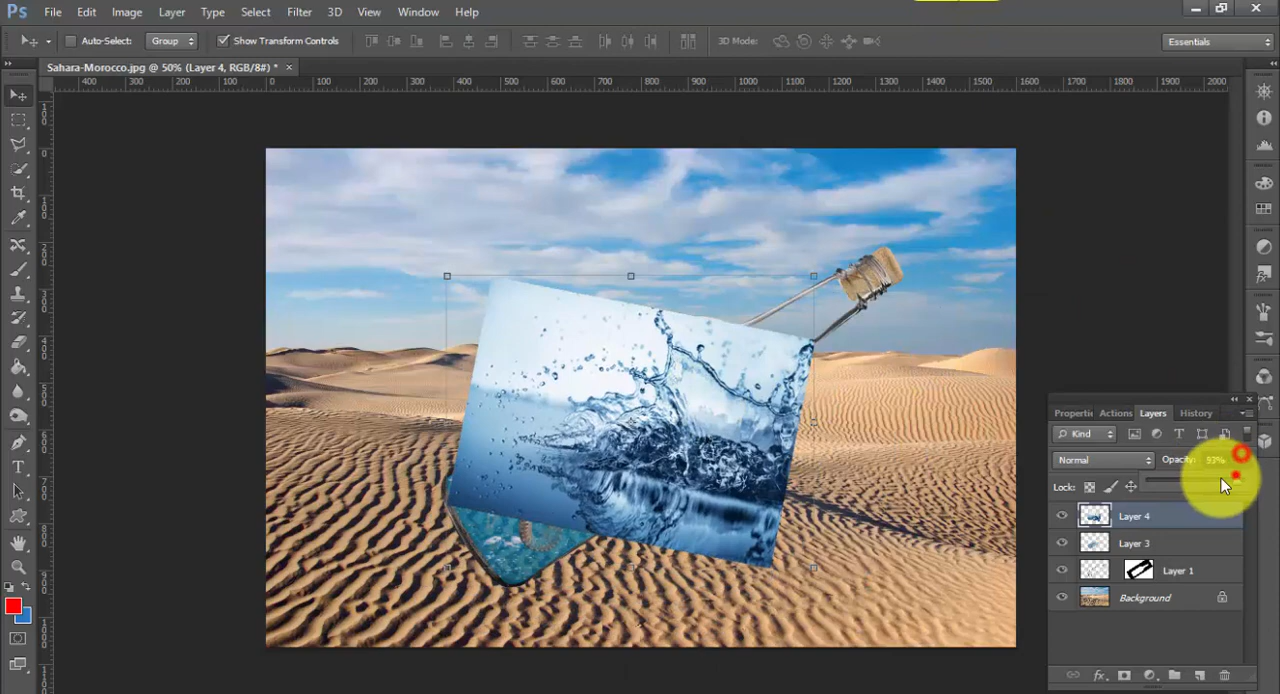 Ps File Edit Image Layer Type Select Filter 3D View Window Help
Auto-Select: Group Show Transform Controls 3D Mode: Essentials
Sahara-Morocco.jpg @ 50% (Layer 4, RGB/8#) * ×
400 300 200 100 0 100 200 300 400 500 600 700 800 900 1000 1100 1200 1300 1400 1500 1600 1700 1800 1900 2000
Properti Actions Layers History
Kind
Normal Opacity: 93%
Lock:
Layer 4
Layer 3
Layer 1
Background